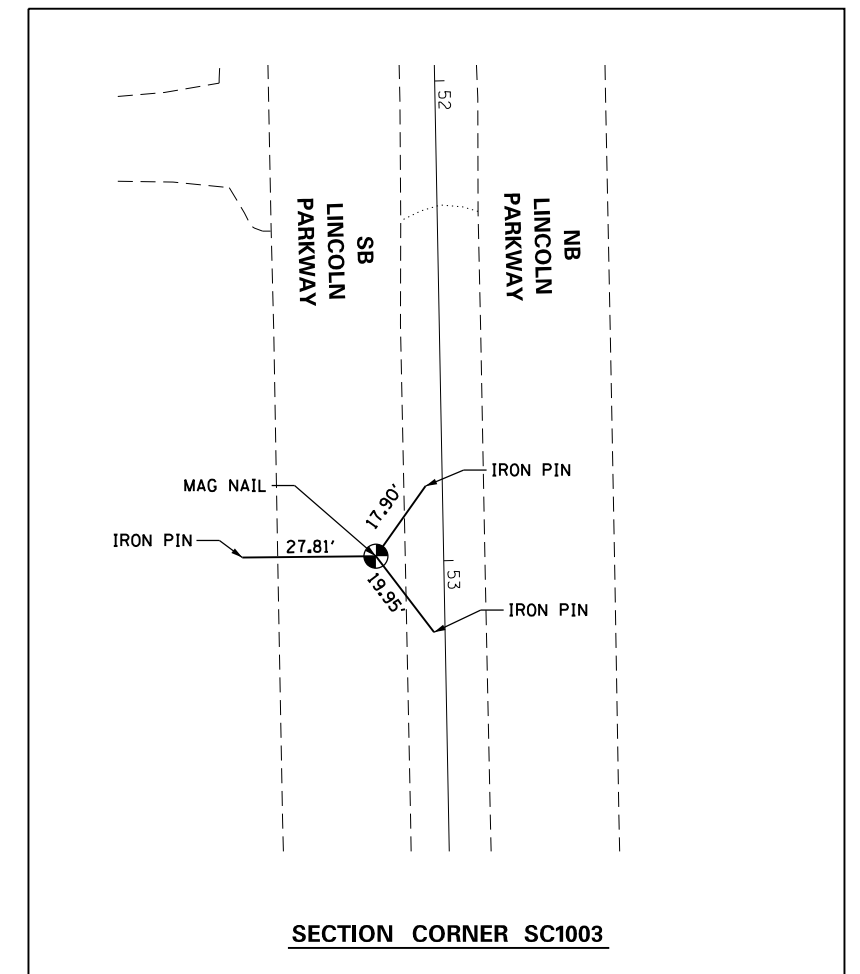 52
SB
LINCOLN
PARKWAY
NB
LINCOLN
PARKWAY
MAG NAIL
IRON PIN
17.90'
IRON PIN
27.81'
19.95'
53
IRON PIN
SECTION CORNER SC1003